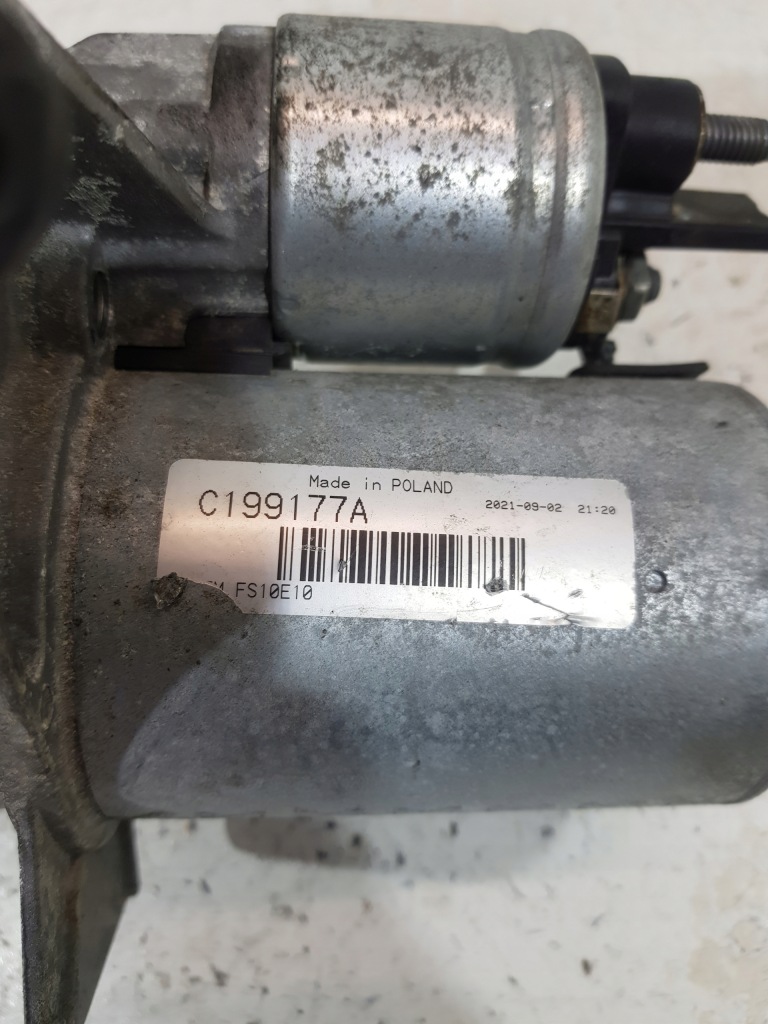 Made in POLAND
C199177A 2021-09-02 21:20
FS10E10